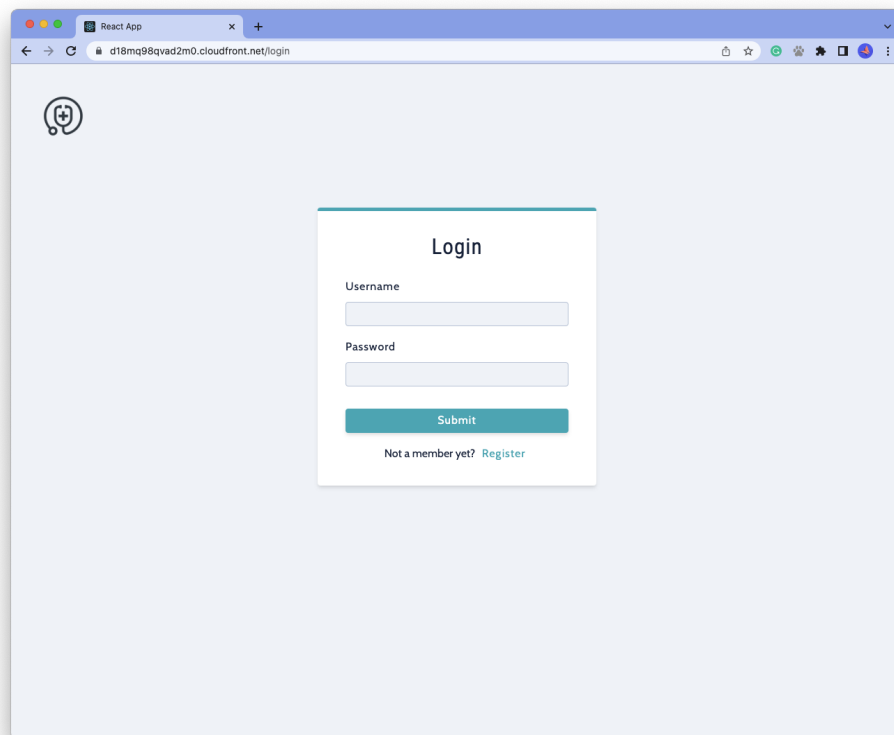 React App
d18mq98qvad2m0.cloudfront.net/login
Login
Username
Password
Submit
Not a member yet? Register